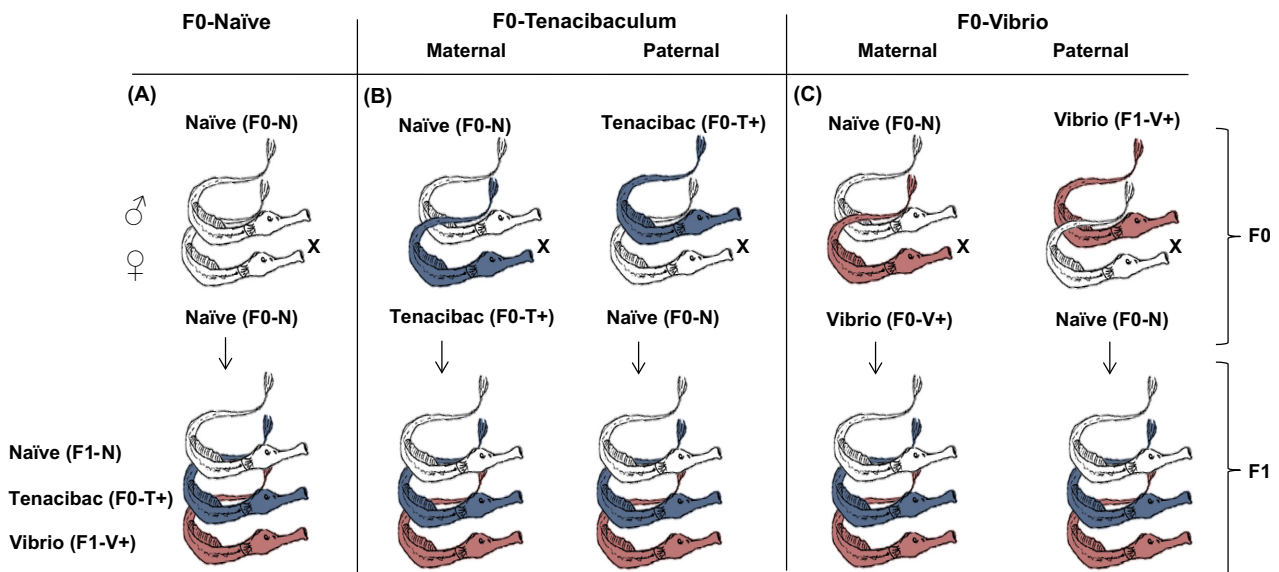 F0-Naïve F0-Tenacibaculum F0-Vibrio
Maternal Paternal Maternal Paternal
(A) (B) (C)
Naïve (F0-N) Naïve (F0-N) Tenacibac (F0-T+) Naïve (F0-N) Vibrio (F1-V+)
♂
♀ X X X X X
F0
Naïve (F0-N) Tenacibac (F0-T+) Naïve (F0-N) Vibrio (F0-V+) Naïve (F0-N)
Naïve (F1-N)
F1
Tenacibac (F0-T+)
Vibrio (F1-V+)